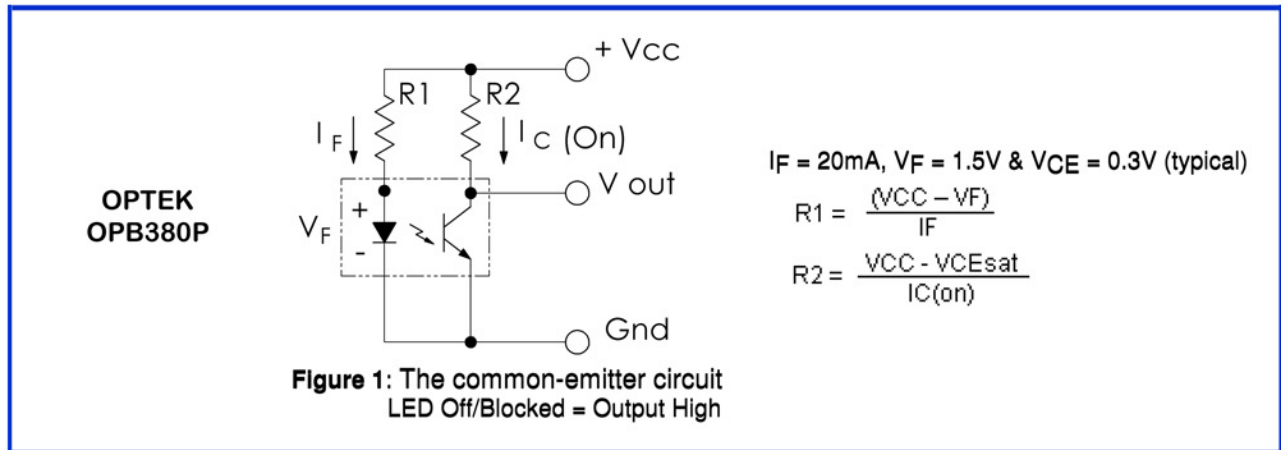 + Vcc
R1
R2
I F
I C (On)
V out
OPTEK
OPB380P
VF
+
-
Gnd
Figure 1: The common-emitter circuit
LED Off/Blocked = Output High
IF = 20mA, VF = 1.5V & VCE = 0.3V (typical)
R1 = (VCC – VF)
IF
R2 = VCC - VCEsat
IC(on)